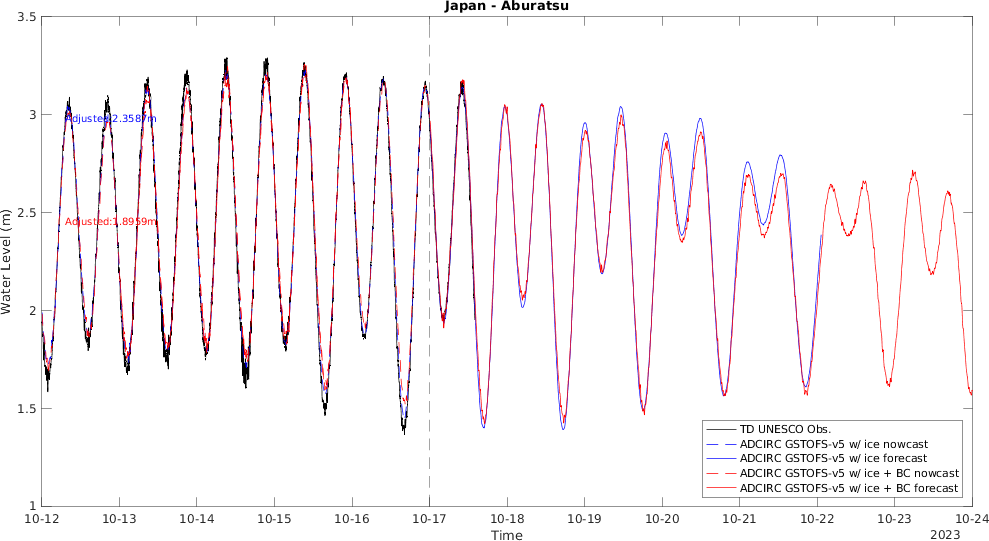 Japan - Aburatsu
3.5
3
2.5
2
1.5
1
Water Level (m)
Adjusted:2.3587m
Adjusted:1.8959m
TD UNESCO Obs.
ADCIRC GSTOFS-v5 w/ ice nowcast
ADCIRC GSTOFS-v5 w/ ice forecast
ADCIRC GSTOFS-v5 w/ ice + BC nowcast
ADCIRC GSTOFS-v5 w/ ice + BC forecast
10-12 10-13 10-14 10-15 10-16 10-17 10-18 10-19 10-20 10-21 10-22 10-23 10-24
Time
2023